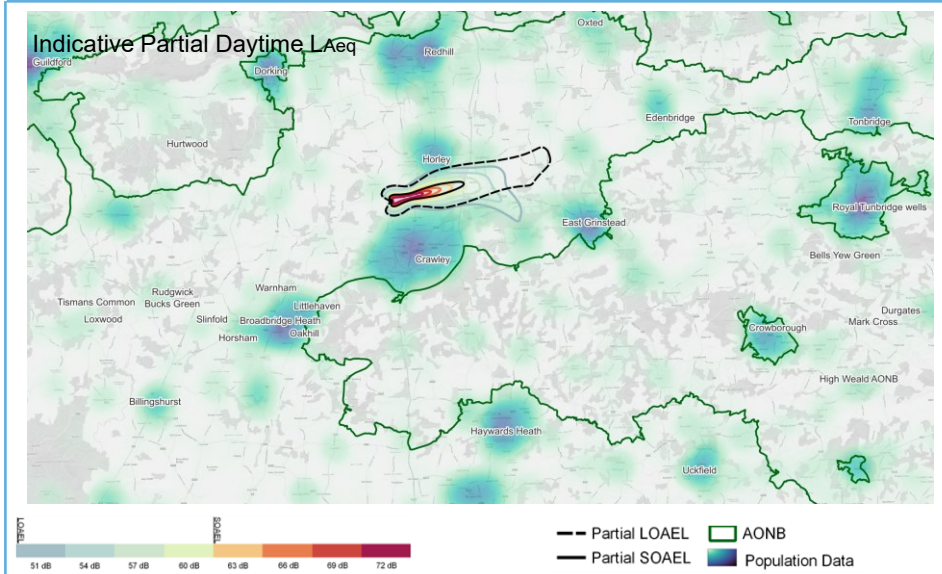 Indicative Partial Daytime LAeq
Oxted
Guildford
Redhill
Dorking
Edenbridge
Tonbridge
Hurtwood
Horley
Royal Tunbridge wells
East Grinstead
Bells Yew Green
Crawley
Warnham
Rudgwick
Tismans Common
Bucks Green
Littlehaven
Loxwood
Slinfold
Broadbridge Heath
Durgates
Mark Cross
Crowborough
Horsham
Oakhill
High Weald AONB
Billingshurst
Haywards Heath
Uckfield
LOAEL
SOAEL
51 dB 54 dB 57 dB 60 dB 63 dB 66 dB 69 dB 72 dB
Partial LOAEL
AONB
Partial SOAEL
Population Data